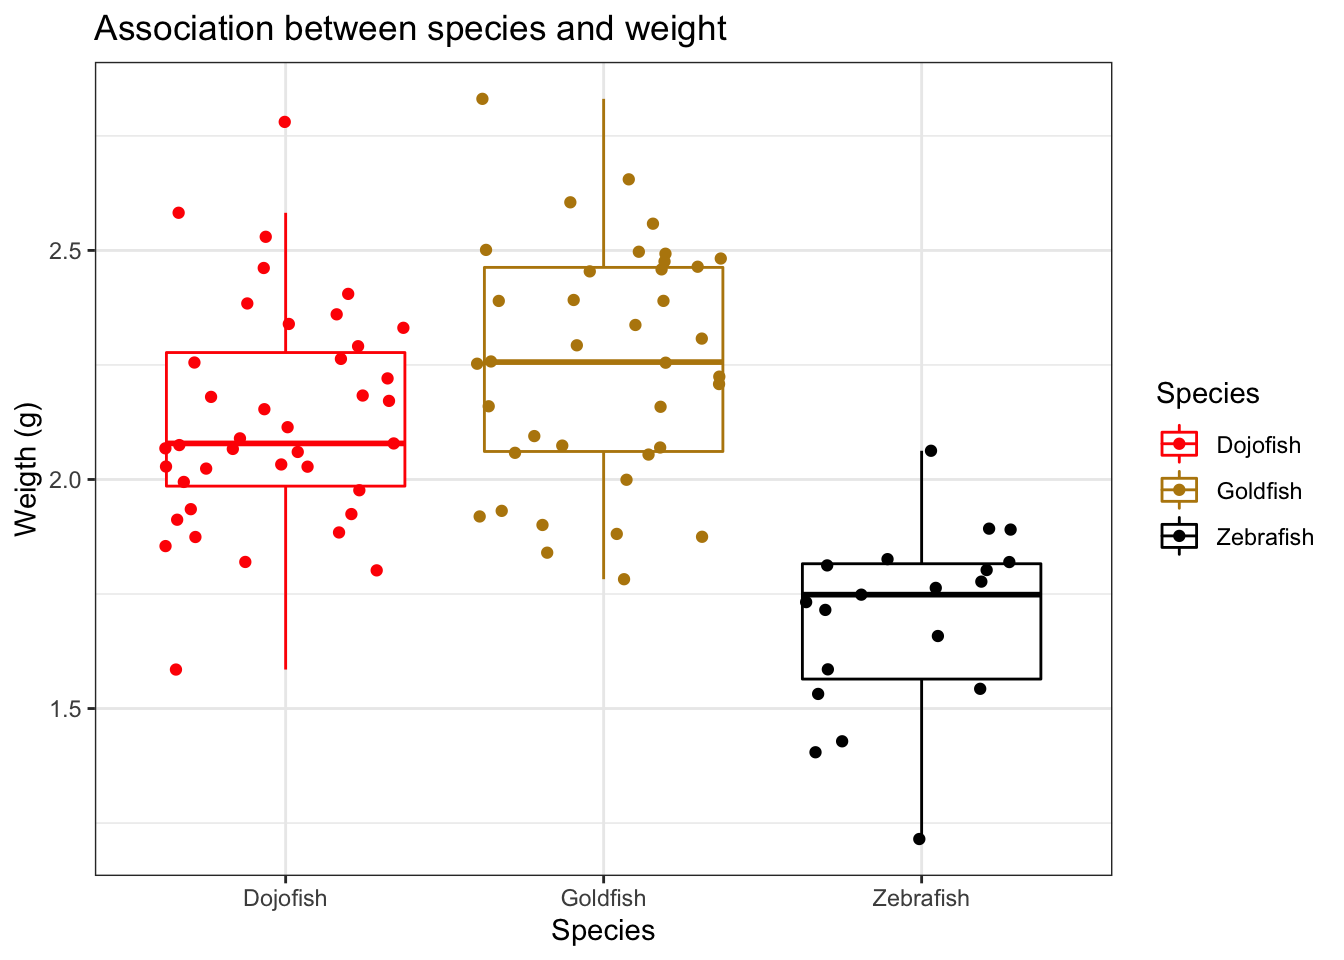 Association between species and weight
Weigth (g)
2.5
2.0
1.5
Dojofish
Goldfish
Zebrafish
Species
Species
Dojofish
Goldfish
Zebrafish